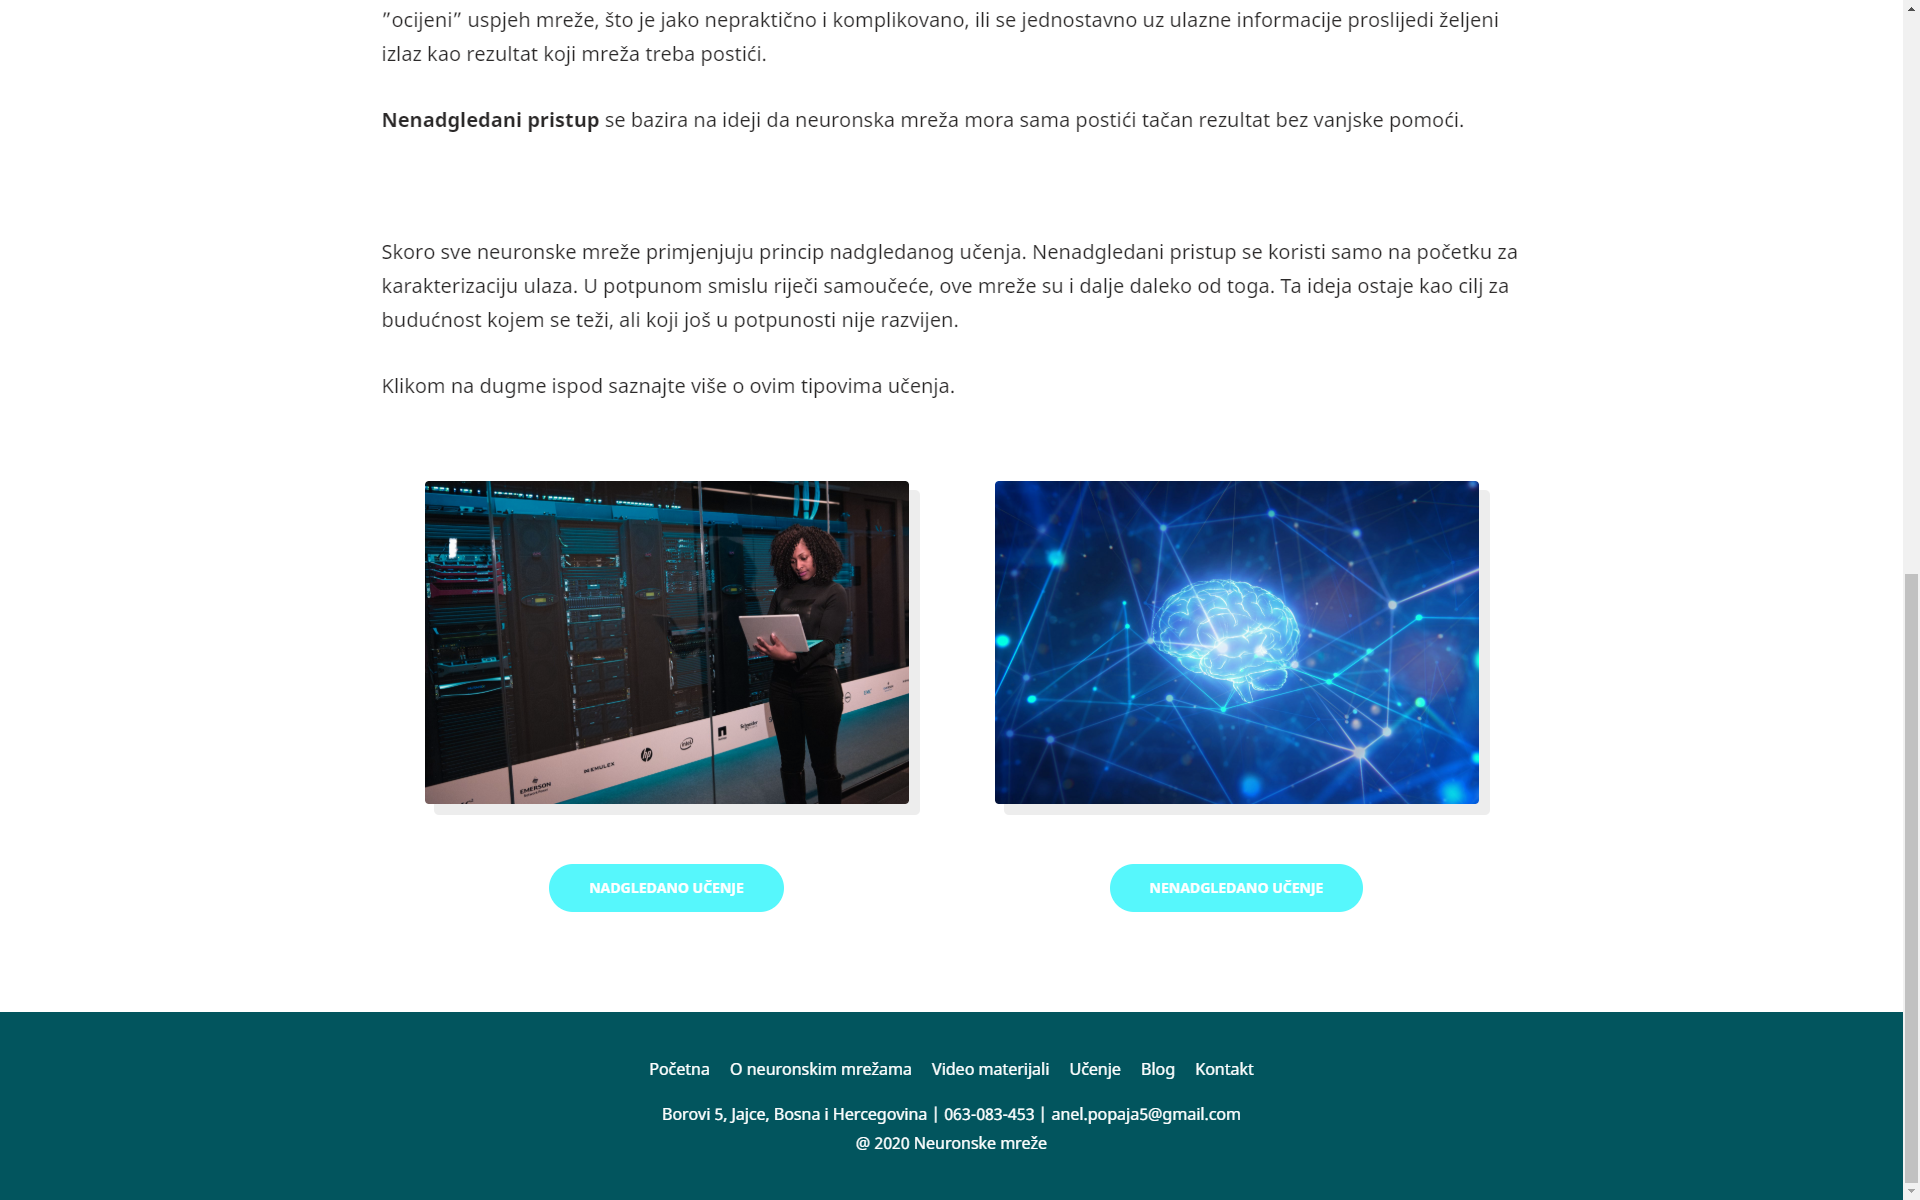 ”ocijeni” uspjeh mreže, što je jako nepraktično i komplikovano, ili se jednostavno uz ulazne informacije proslijedi željeni
izlaz kao rezultat koji mreža treba postići.
Nenadgledani pristup se bazira na ideji da neuronska mreža mora sama postići tačan rezultat bez vanjske pomoći.
Skoro sve neuronske mreže primjenjuju princip nadgledanog učenja. Nenadgledani pristup se koristi samo na početku za
karakterizaciju ulaza. U potpunom smislu riječi samoučeće, ove mreže su i dalje daleko od toga. Ta ideja ostaje kao cilj za
budućnost kojem se teži, ali koji još u potpunosti nije razvijen.
Klikom na dugme ispod saznajte više o ovim tipovima učenja.
EMERSON
EMULEX
hp
intel
Schneider
NADGLEDANO UČENJE
NENADGLEDANO UČENJE
Početna O neuronskim mrežama Video materijali Učenje Blog Kontakt
Borovi 5, Jajce, Bosna i Hercegovina | 063-083-453 | anel.popaja5@gmail.com
@ 2020 Neuronske mreže